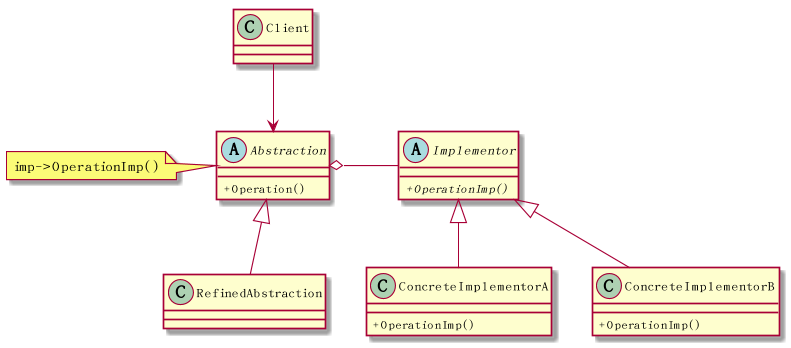 C Client
imp->OperationImp()
A Abstraction
+Operation()
A Implementor
+OperationImp()
C RefinedAbstraction
C ConcreteImplementorA
+OperationImp()
C ConcreteImplementorB
+OperationImp()